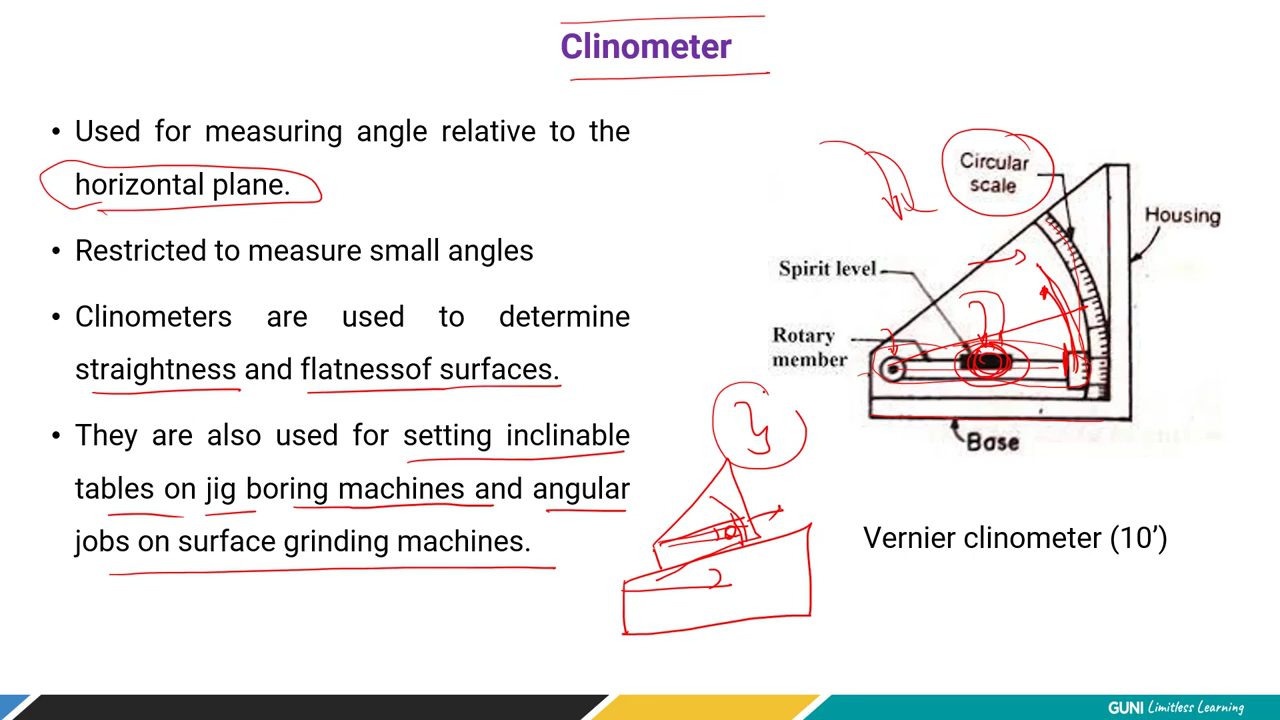 Clinometer
• Used for measuring angle relative to the
horizontal plane.
• Restricted to measure small angles
• Clinometers are used to determine
straightness and flatnessof surfaces.
• They are also used for setting inclinable
tables on jig boring machines and angular
jobs on surface grinding machines.
Circular
scale
Housing
Spirit level
Rotary
member
Base
Vernier clinometer (10’)
GUNI Limitless Learning